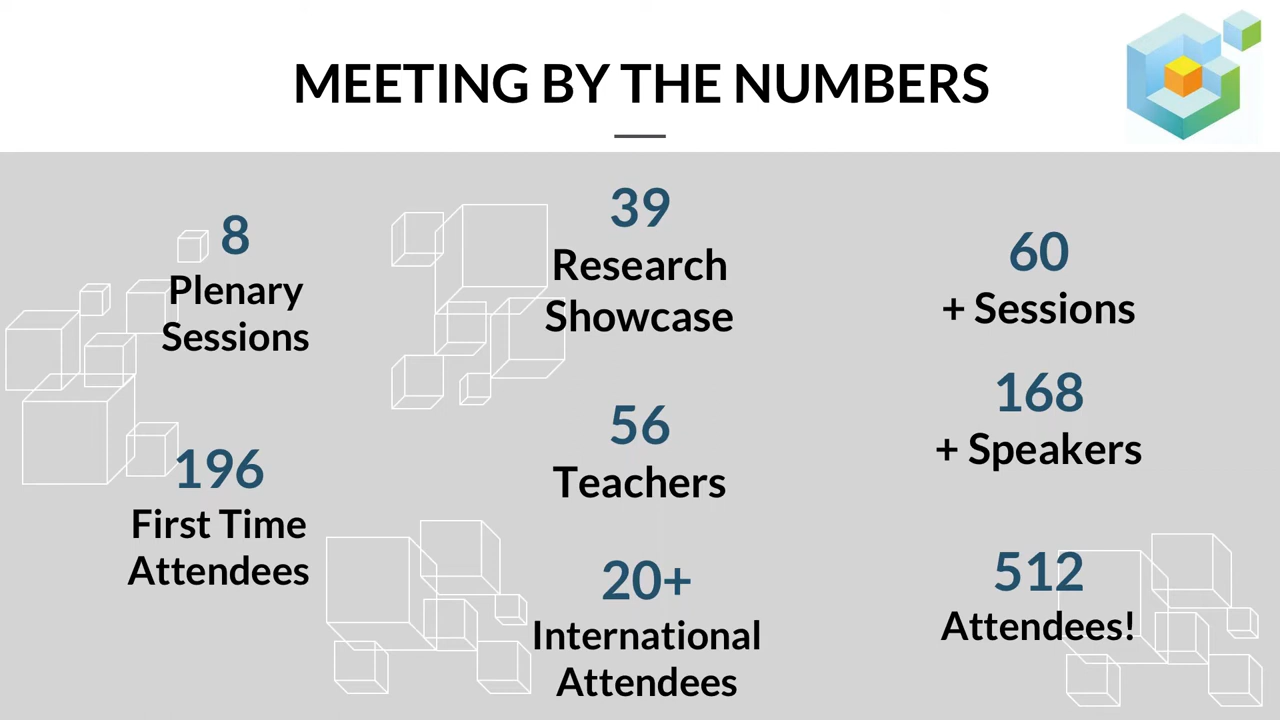 MEETING BY THE NUMBERS
8
Plenary
Sessions
196
First Time
Attendees
39
Research
Showcase
56
Teachers
20+
International
Attendees
60
+ Sessions
168
+ Speakers
512
Attendees!